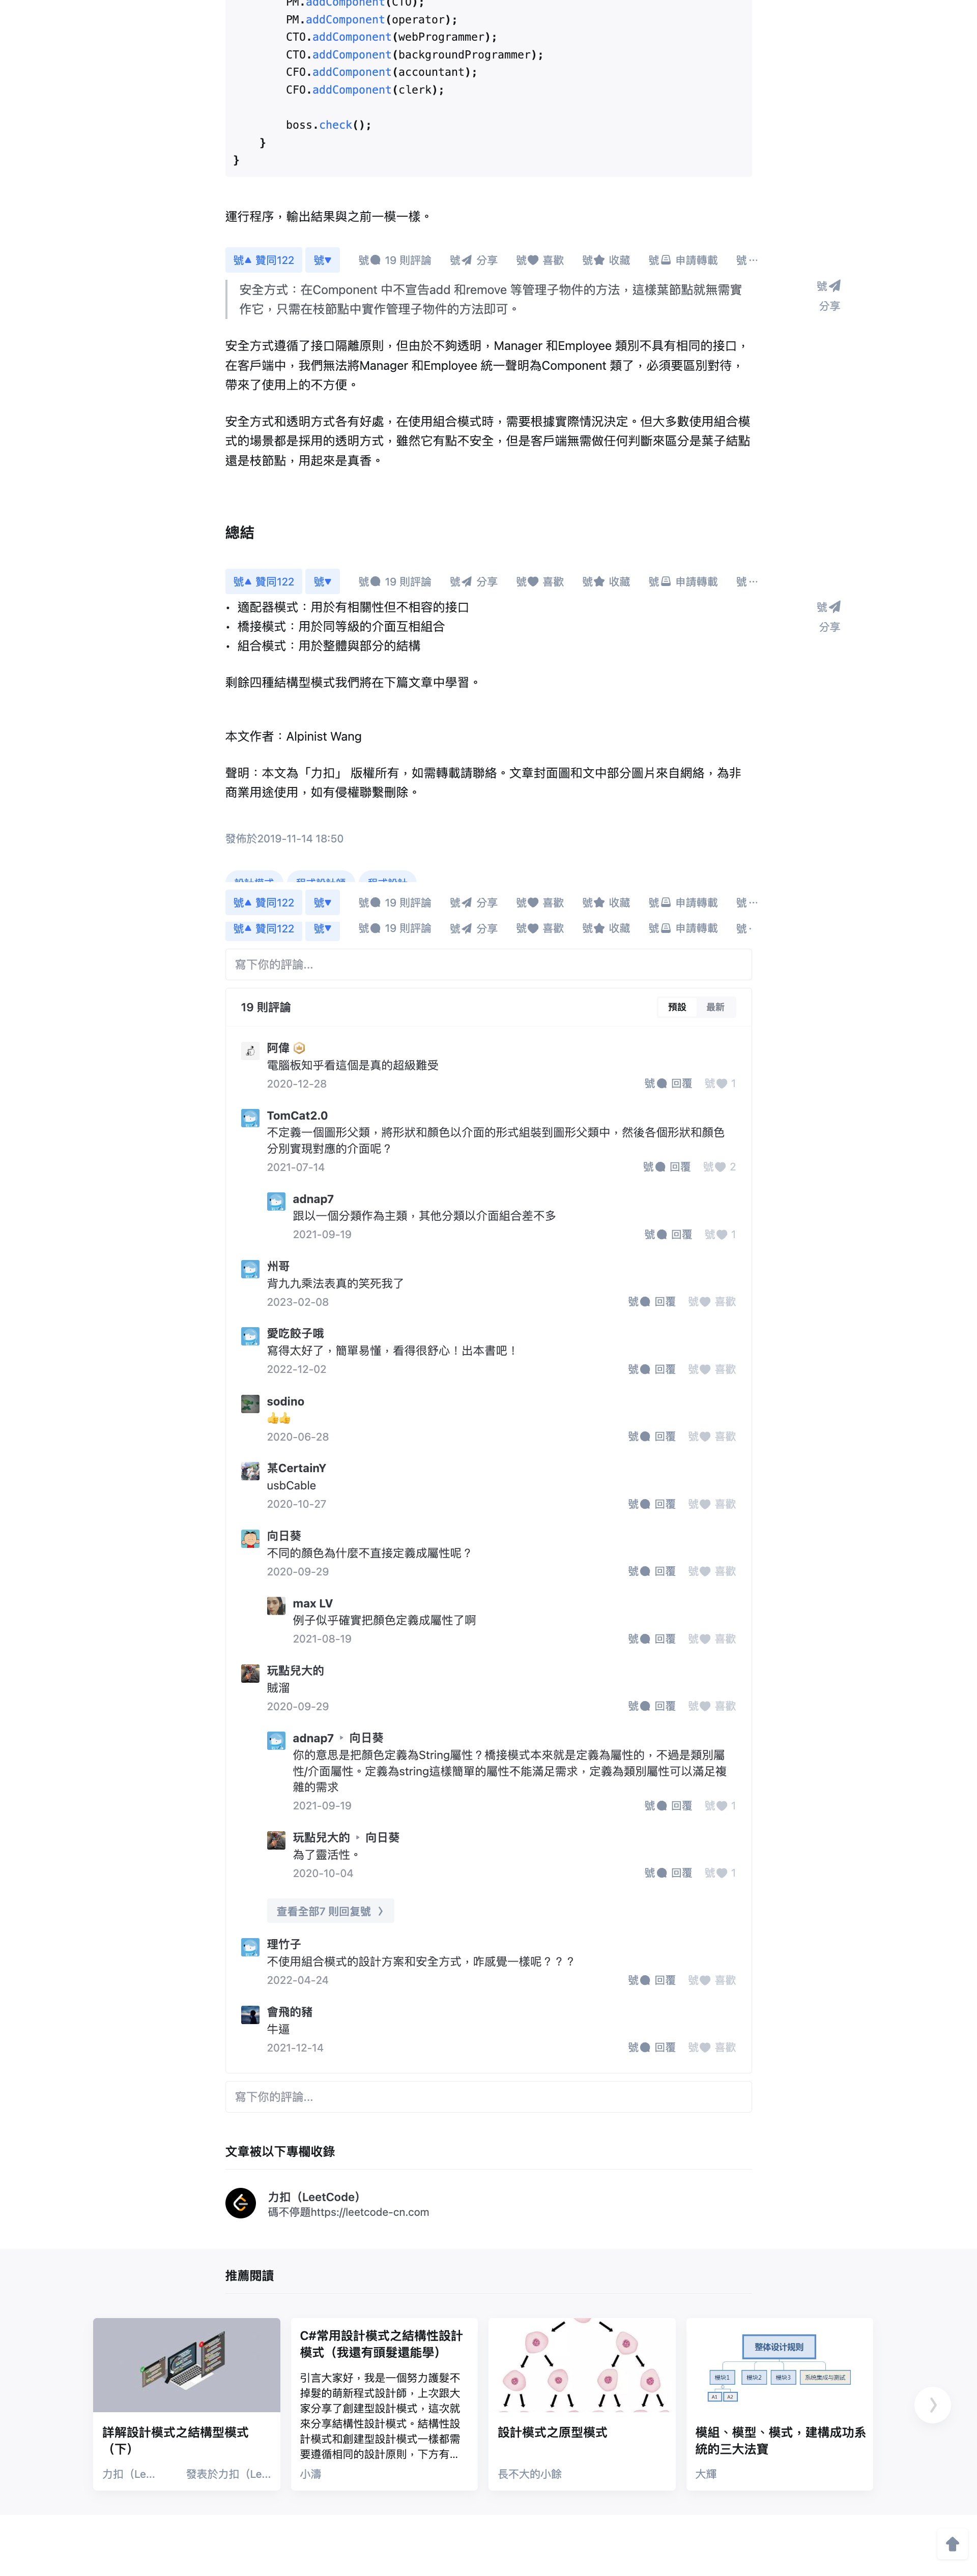 PM.addComponent(CTO);
PM.addComponent(operator);
CTO.addComponent(webProgrammer);
CTO.addComponent(backgroundProgrammer);
CFO.addComponent(accountant);
CFO.addComponent(clerk);
boss.check();
}
}
運行程序，輸出結果與之前一模一樣。
號 贊同122 號 號 19 則評論 號 分享 號 喜歡 號 收藏 號 申請轉載 號 ···
安全方式：在Component 中不宣告add 和remove 等管理子物件的方法，這樣葉節點就無需實
作它，只需在枝節點中實作管理子物件的方法即可。
號
分享
安全方式遵循了接口隔離原則，但由於不夠透明，Manager 和Employee 類別不具有相同的接口，
在客戶端中，我們無法將Manager 和Employee 統一聲明為Component 類了，必須要區別對待，
帶來了使用上的不方便。
安全方式和透明方式各有好處，在使用組合模式時，需要根據實際情況決定。但大多數使用組合模
式的場景都是採用的透明方式，雖然它有點不安全，但是客戶端無需做任何判斷來區分是葉子結點
還是枝節點，用起來是真香。
總結
號 贊同122 號 號 19 則評論 號 分享 號 喜歡 號 收藏 號 申請轉載 號 ···
• 適配器模式：用於有相關性但不相容的接口
• 橋接模式：用於同等級的介面互相組合
• 組合模式：用於整體與部分的結構
號
分享
剩餘四種結構型模式我們將在下篇文章中學習。
本文作者：Alpinist Wang
聲明：本文為「力扣」 版權所有，如需轉載請聯絡。文章封面圖和文中部分圖片來自網絡，為非
商業用途使用，如有侵權聯繫刪除。
發佈於2019-11-14 18:50
設計模式 程式設計師 程式設計
號 贊同122 號 號 19 則評論 號 分享 號 喜歡 號 收藏 號 申請轉載 號 ···
號 贊同122 號 號 19 則評論 號 分享 號 喜歡 號 收藏 號 申請轉載 號 ·
寫下你的評論...
19 則評論 預設 最新
阿偉
電腦板知乎看這個是真的超級難受
2020-12-28 號 回覆 號 1
TomCat2.0
不定義一個圖形父類，將形狀和顏色以介面的形式組裝到圖形父類中，然後各個形狀和顏色
分別實現對應的介面呢？
2021-07-14 號 回覆 號 2
adnap7
跟以一個分類作為主類，其他分類以介面組合差不多
2021-09-19 號 回覆 號 1
州哥
背九九乘法表真的笑死我了
2023-02-08 號 回覆 號 喜歡
愛吃餃子哦
寫得太好了，簡單易懂，看得很舒心！出本書吧！
2022-12-02 號 回覆 號 喜歡
sodino
👍👍
2020-06-28 號 回覆 號 喜歡
某CertainY
usbCable
2020-10-27 號 回覆 號 喜歡
向日葵
不同的顏色為什麼不直接定義成屬性呢？
2020-09-29 號 回覆 號 喜歡
max LV
例子似乎確實把顏色定義成屬性了啊
2021-08-19 號 回覆 號 喜歡
玩點兒大的
賊溜
2020-09-29 號 回覆 號 喜歡
adnap7 ‣ 向日葵
你的意思是把顏色定義為String屬性？橋接模式本來就是定義為屬性的，不過是類別屬
性/介面屬性。定義為string這樣簡單的屬性不能滿足需求，定義為類別屬性可以滿足複
雜的需求
2021-09-19 號 回覆 號 1
玩點兒大的 ‣ 向日葵
為了靈活性。
2020-10-04 號 回覆 號 1
查看全部7 則回复號
理竹子
不使用組合模式的設計方案和安全方式，咋感覺一樣呢？？？
2022-04-24 號 回覆 號 喜歡
會飛的豬
牛逼
2021-12-14 號 回覆 號 喜歡
寫下你的評論...
文章被以下專欄收錄
力扣（LeetCode）
碼不停題https://leetcode-cn.com
推薦閱讀
詳解設計模式之結構型模式
（下）
力扣（Le... 發表於力扣（Le...
C#常用設計模式之結構性設計
模式（我還有頭髮還能學）
引言大家好，我是一個努力護髮不
掉髮的萌新程式設計師，上次跟大
家分享了創建型設計模式，這次就
來分享結構性設計模式。結構性設
計模式和創建型設計模式一樣都需
要遵循相同的設計原則，下方有...
小濤
設計模式之原型模式
長不大的小餘
整体设计规则
模块1 模块2 模块3 系统集成与测试
A1 A2
模組、模型、模式，建構成功系
統的三大法寶
大輝